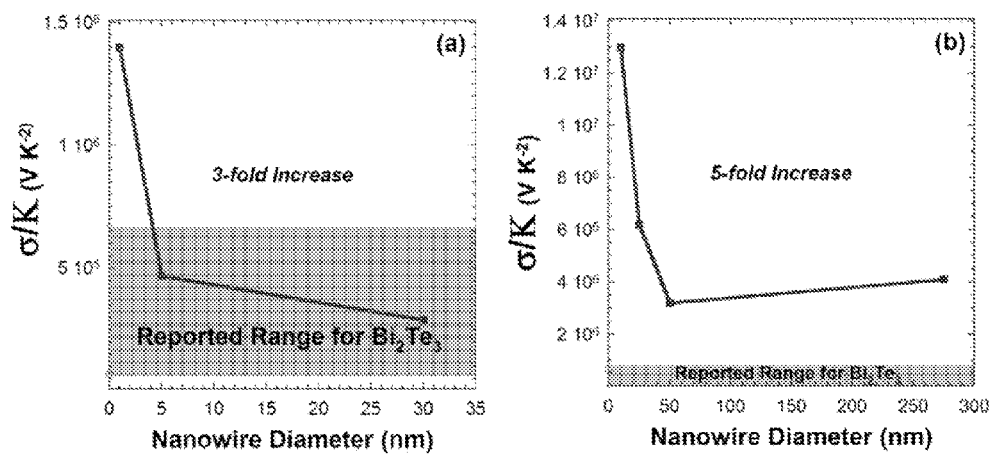 (a)
1.5 10⁶
1 10⁶
5 10⁵
0
σ/K (V K⁻²)
3-fold Increase
Reported Range for Bi₂Te₃
0 5 10 15 20 25 30 35
Nanowire Diameter (nm)
(b)
1.4 10⁷
1.2 10⁷
1 10⁷
8 10⁶
6 10⁶
4 10⁶
2 10⁶
σ/K (V K⁻²)
5-fold Increase
Reported Range for Bi₂Te₃
0 50 100 150 200 250 300
Nanowire Diameter (nm)